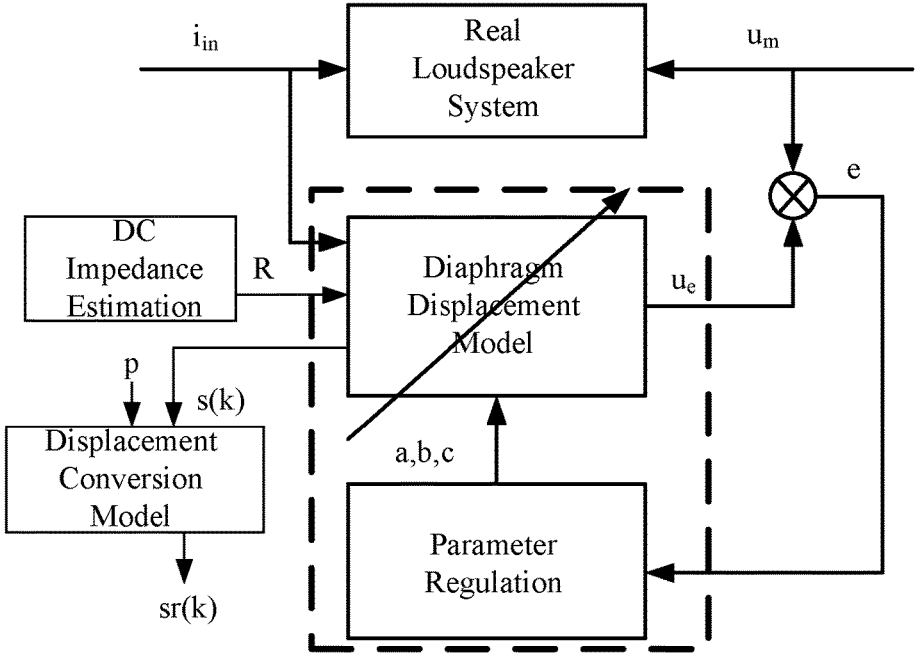 i_in
Real
Loudspeaker
System
u_m
e
DC
Impedance
Estimation
R
Diaphragm
Displacement
Model
u_e
p
s(k)
Displacement
Conversion
Model
a,b,c
Parameter
Regulation
sr(k)